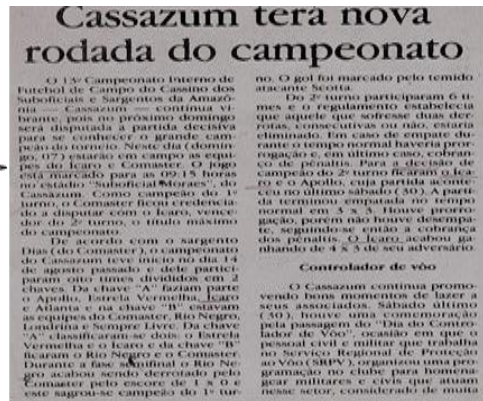 Cassazum terá nova
rodada do campeonato
O 13º Campeonato Interno de
Futebol de Campo do Cassino dos
Suboficiais e Sargentos da Amazô-
nia — Cassazum — continua vi-
brante, pois no próximo domingo
será disputada a partida decisiva
para se conhecer o grande cam-
peão do torneio. Neste dia (domin-
go, 07) estarão em campo as equi-
pes do Icaro e Comaster. O jogo
está marcado para as 09:15 horas
no estádio "Suboficial Moraes", do
Cassazum. Como campeão do 1º
turno, o Comaster ficou credencia-
do a disputar com o Icaro, vence-
dor do 2º turno, o título máximo
do campeonato.
De acordo com o sargento
Dias (do Comaster), o campeonato
do Cassazum teve início no dia 14
de agosto passado e dele partici-
param oito times divididos em 2
chaves. Da chave "A" faziam parte
o Apollo, Estrela Vermelha, Icaro
e Atlanta e na chave "B" estavam
as equipes do Comaster, Rio Negro,
Londrina e Sempre Livre. Da chave
"A" classificaram-se dois: o Estrela
Vermelha e o Icaro e da chave "B"
ficaram o Rio Negro e o Comaster.
Durante a fase semifinal o Rio Ne-
gro acabou sendo derrotado pelo
Comaster pelo escore de 1 x 0 e
este sagrou-se campeão do 1º tur-
no. O gol foi marcado pelo temido
atacante Scotta.
Do 2º turno participaram 6 ti-
mes e o regulamento estabelecia
que aquele que sofresse duas der-
rotas, consecutivas ou não, estaria
eliminado. Em caso de empate du-
rante o tempo normal haveria pror-
rogação e, em último caso, cobran-
ça de pênaltis. Para a decisão de
campeão do 2º turno ficaram o Ica-
ro e o Apollo, cuja partida aconte-
ceu no último sábado (30). A parti-
da terminou empatada no tempo
normal em 3 x 3. Houve prorro-
gação, porém não houve desempa-
te, seguindo-se então a cobrança
dos pênaltis. O Icaro acabou ga-
nhando de 4 x 3 de seu adversário.
Controlador de vôo
O Cassazum continua promo-
vendo bons momentos de lazer a
seus associados. Sábado último
(30), houve uma comemoração
pela passagem do "Dia do Contro-
lador de Vôo", ocasião em que o
pessoal civil e militar que trabalha
no Serviço Regional de Proteção
ao Vôo (SRPV), organizou uma pro-
gramação no clube para homena-
gear militares e civis que atuam
nesse setor, considerado de muita